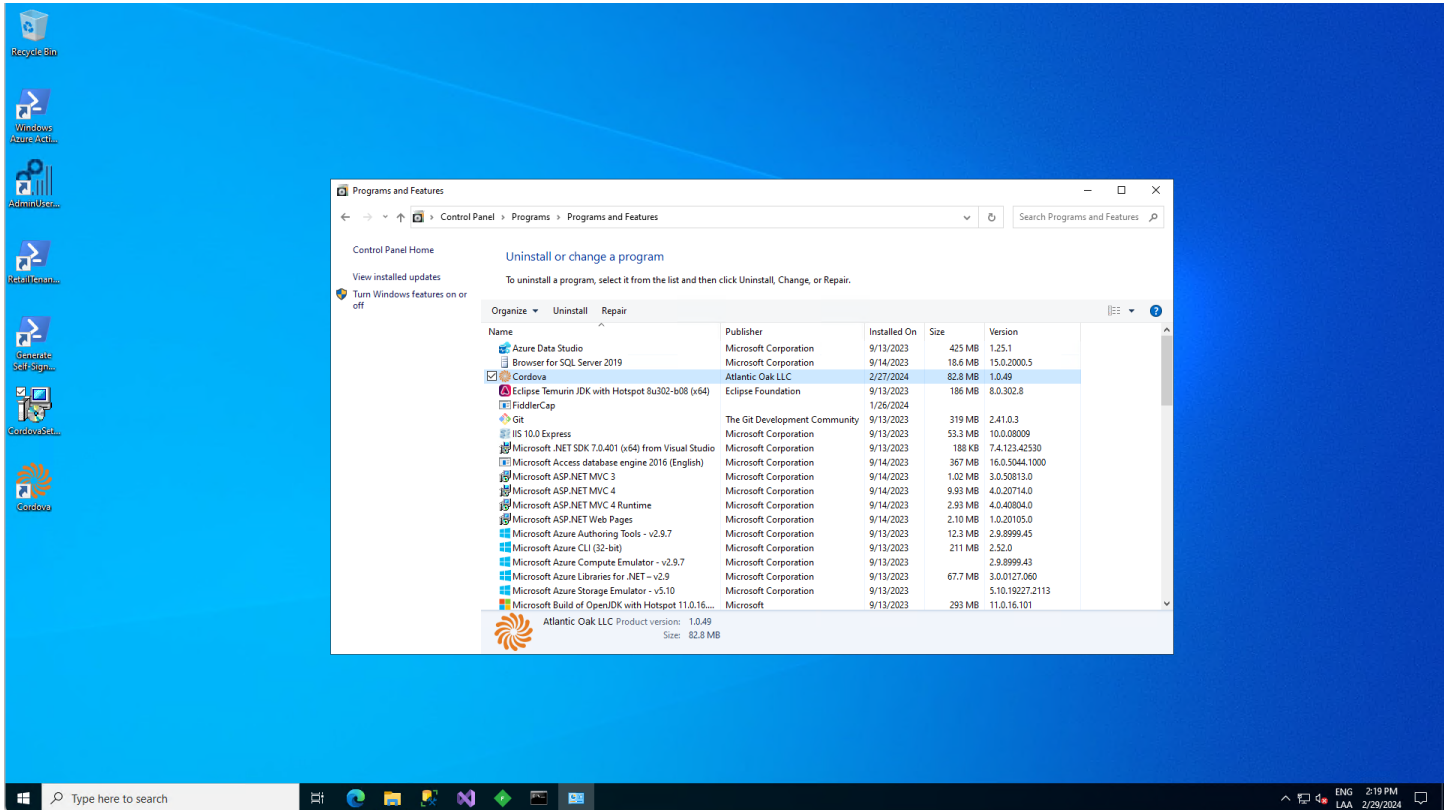 Recycle Bin
Windows
Azure Acti...
AdminUser...
RetailTenan...
Generate
Self-Sign...
CordovaSet...
Cordova
Programs and Features
Control Panel › Programs › Programs and Features
Search Programs and Features
Control Panel Home
View installed updates
Turn Windows features on or
off
Uninstall or change a program
To uninstall a program, select it from the list and then click Uninstall, Change, or Repair.
Organize Uninstall Repair
Name Publisher Installed On Size Version
Azure Data Studio Microsoft Corporation 9/13/2023 425 MB 1.25.1
Browser for SQL Server 2019 Microsoft Corporation 9/14/2023 18.6 MB 15.0.2000.5
Cordova Atlantic Oak LLC 2/27/2024 82.8 MB 1.0.49
Eclipse Temurin JDK with Hotspot 8u302-b08 (x64) Eclipse Foundation 9/13/2023 186 MB 8.0.302.8
FiddlerCap 1/26/2024
Git The Git Development Community 9/13/2023 319 MB 2.41.0.3
IIS 10.0 Express Microsoft Corporation 9/13/2023 53.3 MB 10.0.08009
Microsoft .NET SDK 7.0.401 (x64) from Visual Studio Microsoft Corporation 9/13/2023 188 KB 7.4.123.42530
Microsoft Access database engine 2016 (English) Microsoft Corporation 9/14/2023 367 MB 16.0.5044.1000
Microsoft ASP.NET MVC 3 Microsoft Corporation 9/14/2023 1.02 MB 3.0.50813.0
Microsoft ASP.NET MVC 4 Microsoft Corporation 9/14/2023 9.93 MB 4.0.20714.0
Microsoft ASP.NET MVC 4 Runtime Microsoft Corporation 9/14/2023 2.93 MB 4.0.40804.0
Microsoft ASP.NET Web Pages Microsoft Corporation 9/14/2023 2.10 MB 1.0.20105.0
Microsoft Azure Authoring Tools - v2.9.7 Microsoft Corporation 9/13/2023 12.3 MB 2.9.8999.45
Microsoft Azure CLI (32-bit) Microsoft Corporation 9/13/2023 211 MB 2.52.0
Microsoft Azure Compute Emulator - v2.9.7 Microsoft Corporation 9/13/2023 2.9.8999.43
Microsoft Azure Libraries for .NET – v2.9 Microsoft Corporation 9/13/2023 67.7 MB 3.0.0127.060
Microsoft Azure Storage Emulator - v5.10 Microsoft Corporation 9/13/2023 5.10.19227.2113
Microsoft Build of OpenJDK with Hotspot 11.0.16.... Microsoft 9/13/2023 293 MB 11.0.16.101
Atlantic Oak LLC Product version: 1.0.49
Size: 82.8 MB
Type here to search
ENG 2:19 PM
LAA 2/29/2024